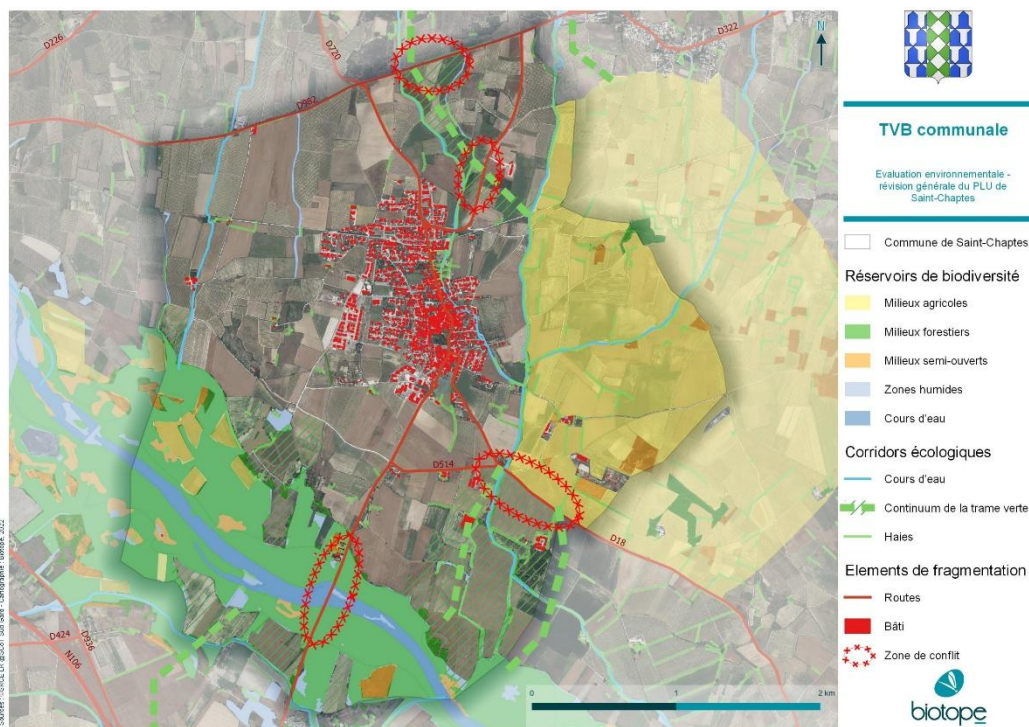 D226
D720
D322
N
D982
D514
D514
D18
D424
D936
N106
0
1
2 km
TVB communale
Evaluation environnementale -
révision générale du PLU de
Saint-Chaptes
Commune de Saint-Chaptes
Réservoirs de biodiversité
Milieux agricoles
Milieux forestiers
Milieux semi-ouverts
Zones humides
Cours d'eau
Corridors écologiques
Cours d'eau
Continuum de la trame verte
Haies
Elements de fragmentation
Routes
Bâti
Zone de conflit
biotope